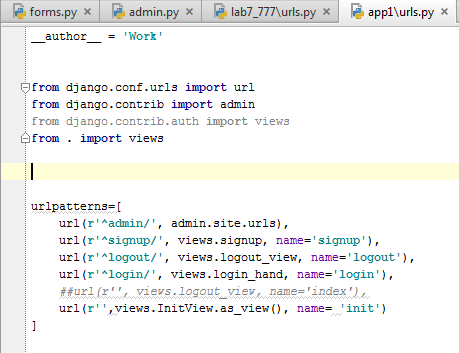 forms.py admin.py lab7_777\urls.py app1\urls.py
__author__ = 'Work'
from django.conf.urls import url
from django.contrib import admin
from django.contrib.auth import views
from . import views
urlpatterns=[
url(r'^admin/', admin.site.urls),
url(r'^signup/', views.signup, name='signup'),
url(r'^logout/', views.logout_view, name='logout'),
url(r'^login/', views.login_hand, name='login'),
##url(r'', views.logout_view, name='index'),
url(r'',views.InitView.as_view(), name= 'init')
]